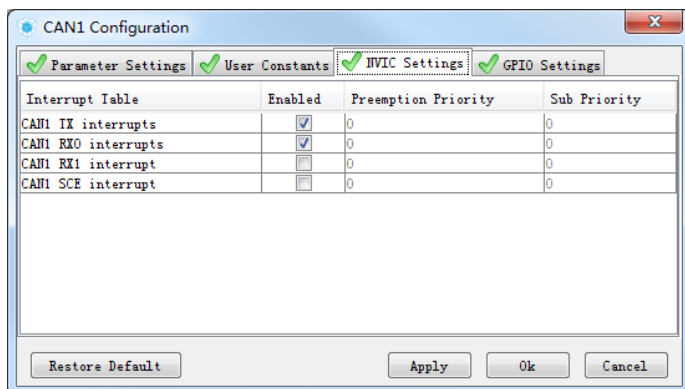 CAN1 Configuration
Parameter Settings User Constants NVIC Settings GPIO Settings
Interrupt Table Enabled Preemption Priority Sub Priority
CAN1 TX interrupts 0 0
CAN1 RX0 interrupts 0 0
CAN1 RX1 interrupt 0 0
CAN1 SCE interrupt 0 0
Restore Default Apply Ok Cancel